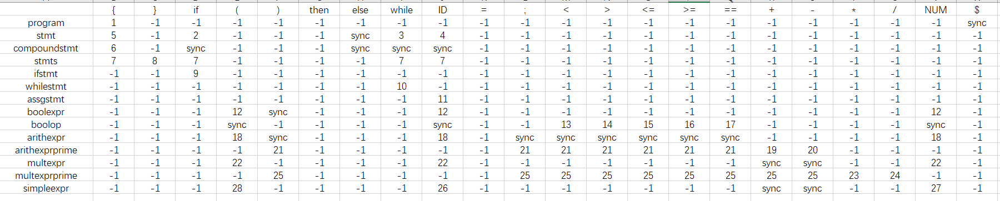 { } if ( ) then else while ID = ; < > <= >= == + - * / NUM $
program 1 -1 -1 -1 -1 -1 -1 -1 -1 -1 -1 -1 -1 -1 -1 -1 -1 -1 -1 -1 -1 sync
stmt 5 -1 2 -1 -1 -1 sync 3 4 -1 -1 -1 -1 -1 -1 -1 -1 -1 -1 -1 -1 -1
compoundstmt 6 -1 sync -1 -1 -1 sync sync sync -1 -1 -1 -1 -1 -1 -1 -1 -1 -1 -1 -1 -1
stmts 7 8 7 -1 -1 -1 -1 7 7 -1 -1 -1 -1 -1 -1 -1 -1 -1 -1 -1 -1 -1
ifstmt -1 -1 9 -1 -1 -1 -1 -1 -1 -1 -1 -1 -1 -1 -1 -1 -1 -1 -1 -1 -1 -1
whilestmt -1 -1 -1 -1 -1 -1 -1 10 -1 -1 -1 -1 -1 -1 -1 -1 -1 -1 -1 -1 -1 -1
assgstmt -1 -1 -1 -1 -1 -1 -1 -1 11 -1 -1 -1 -1 -1 -1 -1 -1 -1 -1 -1 -1 -1
boolexpr -1 -1 -1 12 sync -1 -1 -1 12 -1 -1 -1 -1 -1 -1 -1 -1 -1 -1 -1 12 -1
boolop -1 -1 -1 sync -1 -1 -1 -1 sync -1 -1 13 14 15 16 17 -1 -1 -1 -1 sync -1
arithexpr -1 -1 -1 18 sync -1 -1 -1 18 -1 sync sync sync sync sync sync -1 -1 -1 -1 18 -1
arithexprprime -1 -1 -1 -1 21 -1 -1 -1 -1 -1 21 21 21 21 21 21 19 20 -1 -1 -1 -1
multexpr -1 -1 -1 22 -1 -1 -1 -1 22 -1 -1 -1 -1 -1 -1 -1 sync sync -1 -1 22 -1
multexprprime -1 -1 -1 -1 25 -1 -1 -1 -1 -1 25 25 25 25 25 25 25 25 23 24 -1 -1
simpleexpr -1 -1 -1 28 -1 -1 -1 -1 26 -1 -1 -1 -1 -1 -1 -1 sync sync -1 -1 27 -1